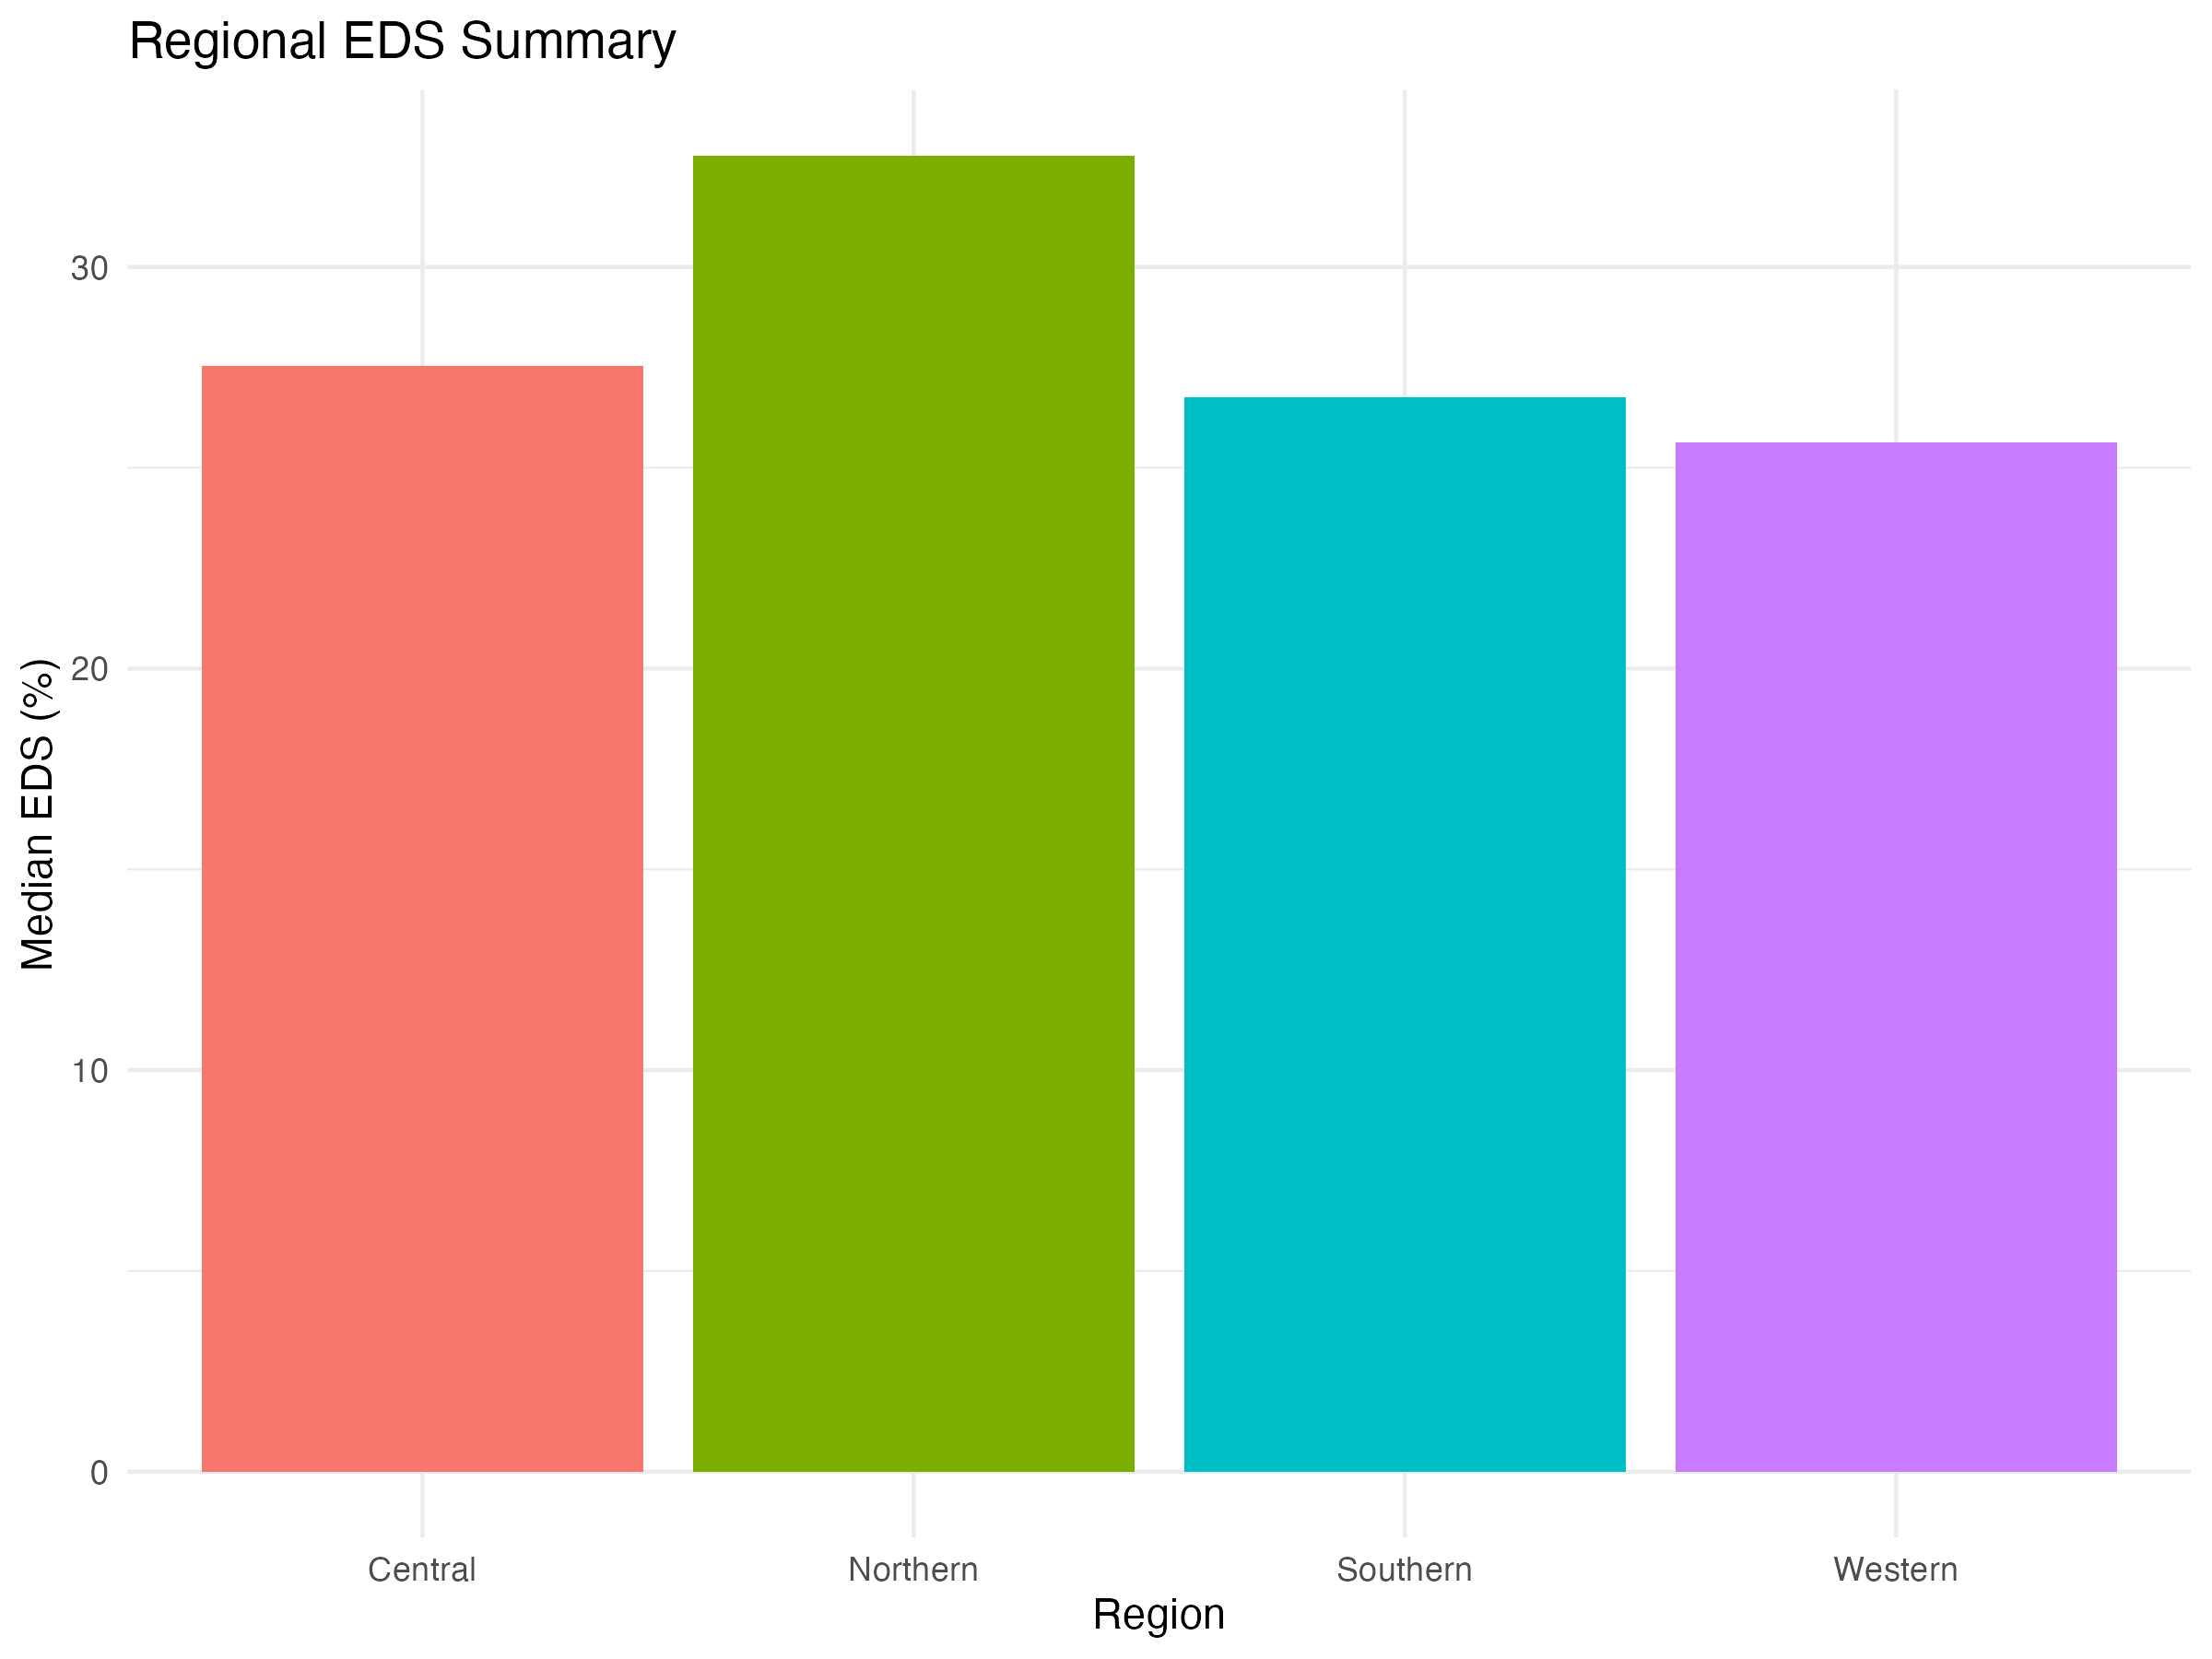 Regional EDS Summary
Median EDS (%)
30
20
10
0
Central
Northern
Southern
Western
Region